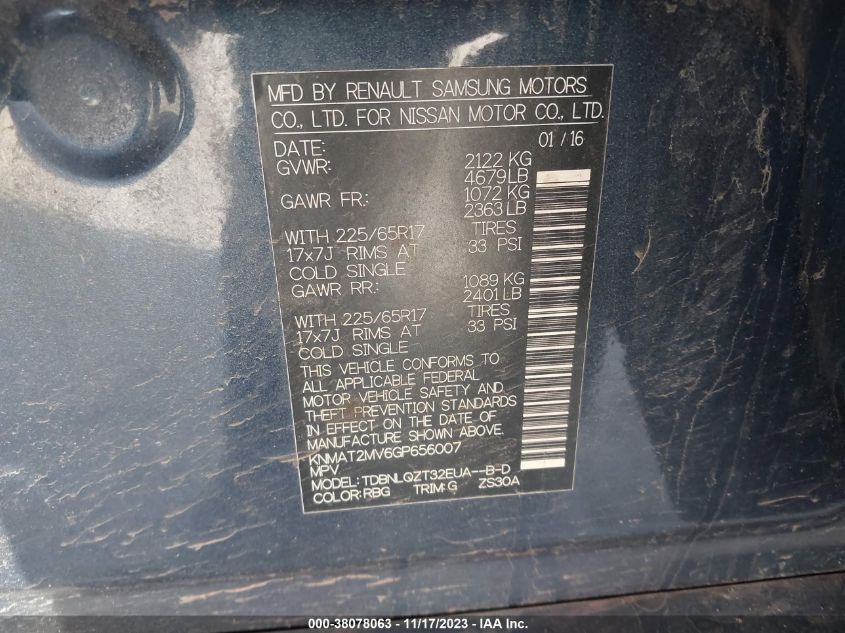 MFD BY RENAULT SAMSUNG MOTORS
CO., LTD. FOR NISSAN MOTOR CO., LTD.
DATE: 01 / 16
GVWR: 2122 KG
4679 LB
GAWR FR: 1072 KG
2363 LB
WITH 225/65R17 TIRES
17x7J RIMS AT 33 PSI
COLD SINGLE
GAWR RR: 1089 KG
2401 LB
WITH 225/65R17 TIRES
17x7J RIMS AT 33 PSI
COLD SINGLE
THIS VEHICLE CONFORMS TO
ALL APPLICABLE FEDERAL
MOTOR VEHICLE SAFETY AND
THEFT PREVENTION STANDARDS
IN EFFECT ON THE DATE OF
MANUFACTURE SHOWN ABOVE.
KNMAT2MV6GP656007
MPV
MODEL: TDBNLQZT32EUA--B-D
COLOR: RBG TRIM: G ZS30A
000-38078063 - 11/17/2023 - IAA Inc.